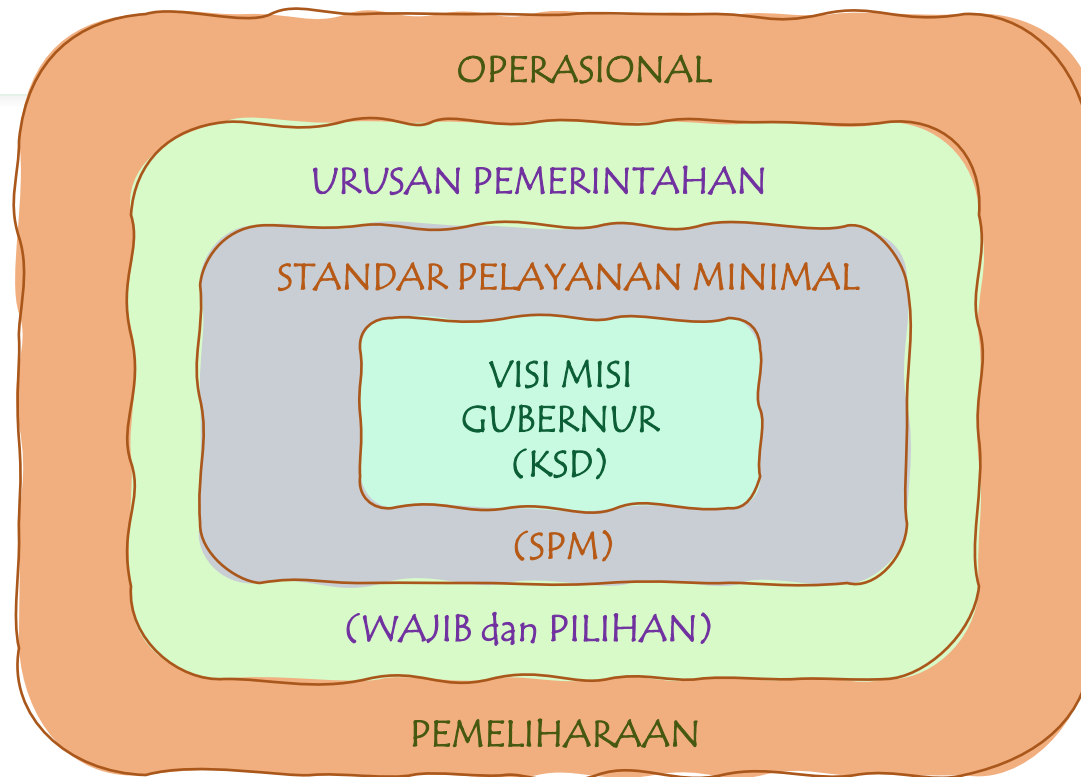 OPERASIONAL
URUSAN PEMERINTAHAN
STANDAR PELAYANAN MINIMAL
VISI MISI
GUBERNUR
(KSD)
(SPM)
(WAJIB dan PILIHAN)
PEMELIHARAAN